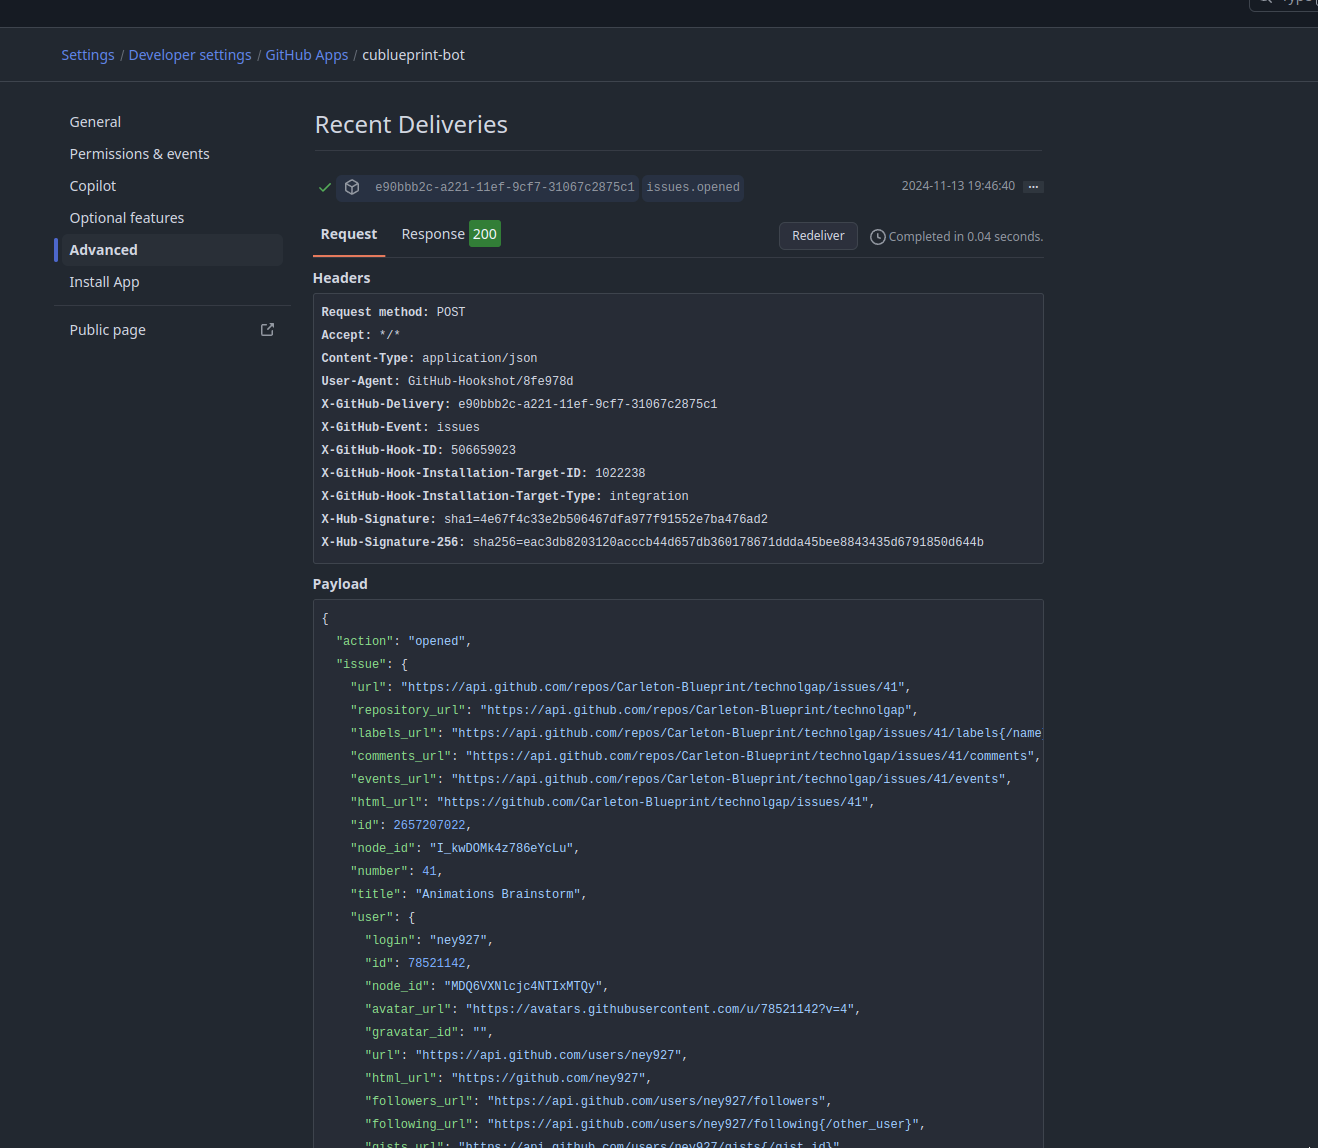 Settings / Developer settings / GitHub Apps / cublueprint-bot
General
Permissions & events
Copilot
Optional features
Advanced
Install App
Public page
Recent Deliveries
e90bbb2c-a221-11ef-9cf7-31067c2875c1 issues.opened 2024-11-13 19:46:40 ...
Request Response 200 Redeliver Completed in 0.04 seconds.
Headers
Request method: POST
Accept: */*
Content-Type: application/json
User-Agent: GitHub-Hookshot/8fe978d
X-GitHub-Delivery: e90bbb2c-a221-11ef-9cf7-31067c2875c1
X-GitHub-Event: issues
X-GitHub-Hook-ID: 506659023
X-GitHub-Hook-Installation-Target-ID: 1022238
X-GitHub-Hook-Installation-Target-Type: integration
X-Hub-Signature: sha1=4e67f4c33e2b506467dfa977f91552e7ba476ad2
X-Hub-Signature-256: sha256=eac3db8203120acccb44d657db360178671ddda45bee8843435d6791850d644b
Payload
{
"action": "opened",
"issue": {
"url": "https://api.github.com/repos/Carleton-Blueprint/technolgap/issues/41",
"repository_url": "https://api.github.com/repos/Carleton-Blueprint/technolgap",
"labels_url": "https://api.github.com/repos/Carleton-Blueprint/technolgap/issues/41/labels{/name
"comments_url": "https://api.github.com/repos/Carleton-Blueprint/technolgap/issues/41/comments",
"events_url": "https://api.github.com/repos/Carleton-Blueprint/technolgap/issues/41/events",
"html_url": "https://github.com/Carleton-Blueprint/technolgap/issues/41",
"id": 2657207022,
"node_id": "I_kwDOMk4z786eYcLu",
"number": 41,
"title": "Animations Brainstorm",
"user": {
"login": "ney927",
"id": 78521142,
"node_id": "MDQ6VXNlcjc4NTIxMTQy",
"avatar_url": "https://avatars.githubusercontent.com/u/78521142?v=4",
"gravatar_id": "",
"url": "https://api.github.com/users/ney927",
"html_url": "https://github.com/ney927",
"followers_url": "https://api.github.com/users/ney927/followers",
"following_url": "https://api.github.com/users/ney927/following{/other_user}",
"gists_url": "https://api.github.com/users/ney927/gists{/gist_id}"